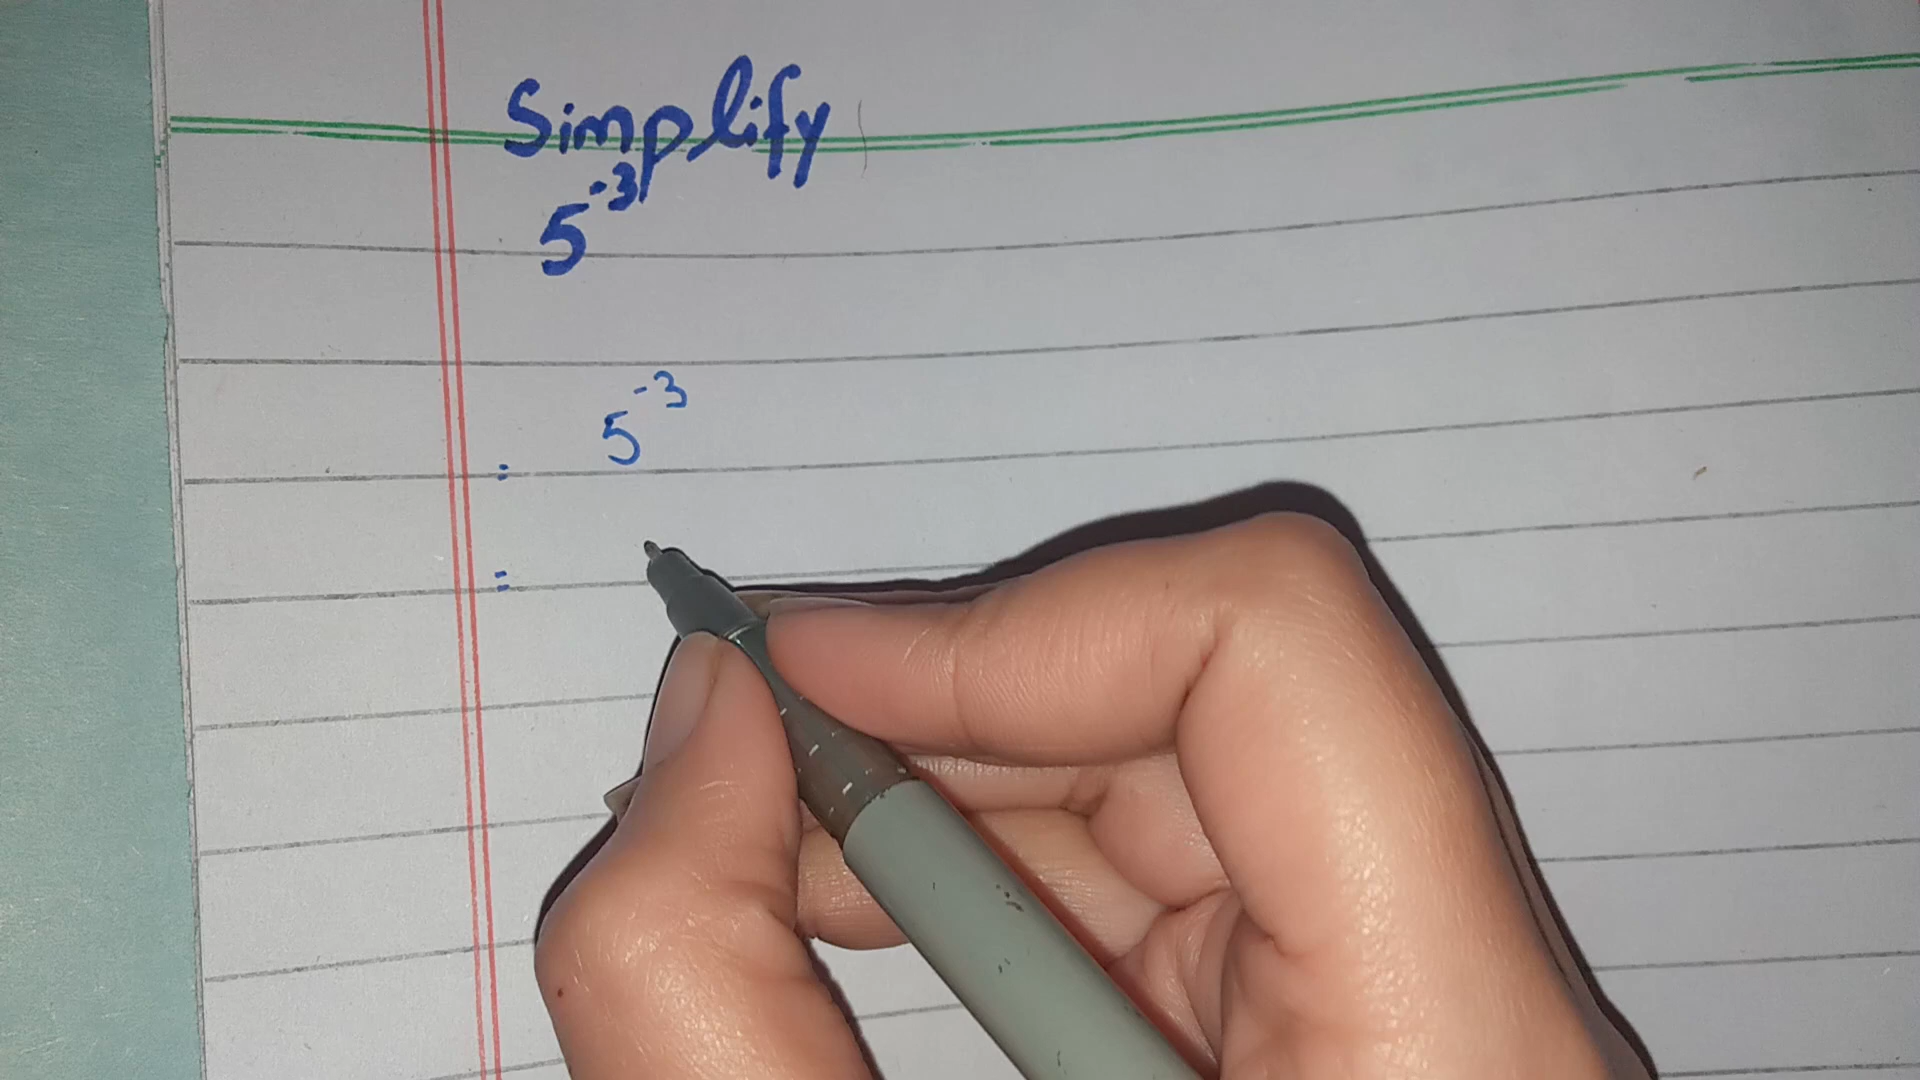 Simplify
5⁻³
= 5⁻³
=